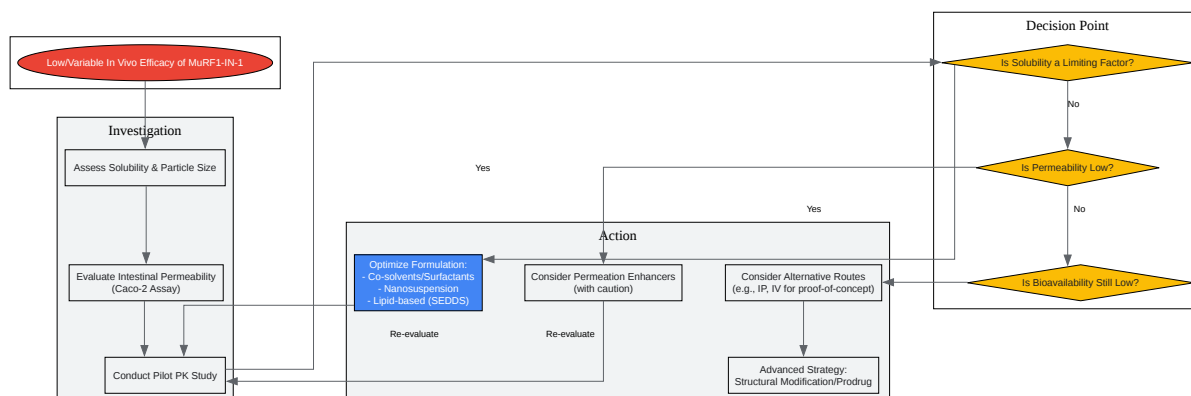 Decision Point
Low/Variable In Vivo Efficacy of MuRF1-IN-1
Is Solubility a Limiting Factor?
No
Investigation
Assess Solubility & Particle Size
Yes
Is Permeability Low?
Yes
No
Action
Optimize Formulation:
- Co-solvents/Surfactants
- Nanosuspension
- Lipid-based (SEDDS)
Evaluate Intestinal Permeability
(Caco-2 Assay)
Consider Permeation Enhancers
(with caution)
Consider Alternative Routes
(e.g., IP, IV for proof-of-concept)
Is Bioavailability Still Low?
Re-evaluate
Re-evaluate
Conduct Pilot PK Study
Advanced Strategy:
Structural Modification/Prodrug